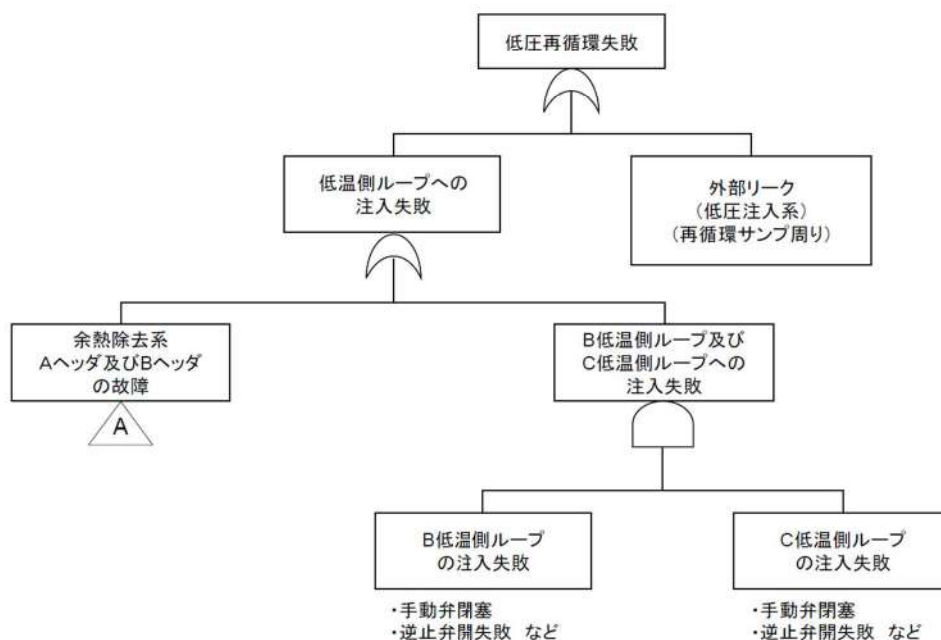 低圧再循環失敗
低温側ループへの
注入失敗
外部リーク
(低圧注入系)
(再循環サンプ周り)
余熱除去系
Aヘッダ及びBヘッダ
の故障
A
B低温側ループ及び
C低温側ループへの
注入失敗
B低温側ループ
の注入失敗
・手動弁閉塞
・逆止弁開失敗 など
C低温側ループ
の注入失敗
・手動弁閉塞
・逆止弁開失敗 など